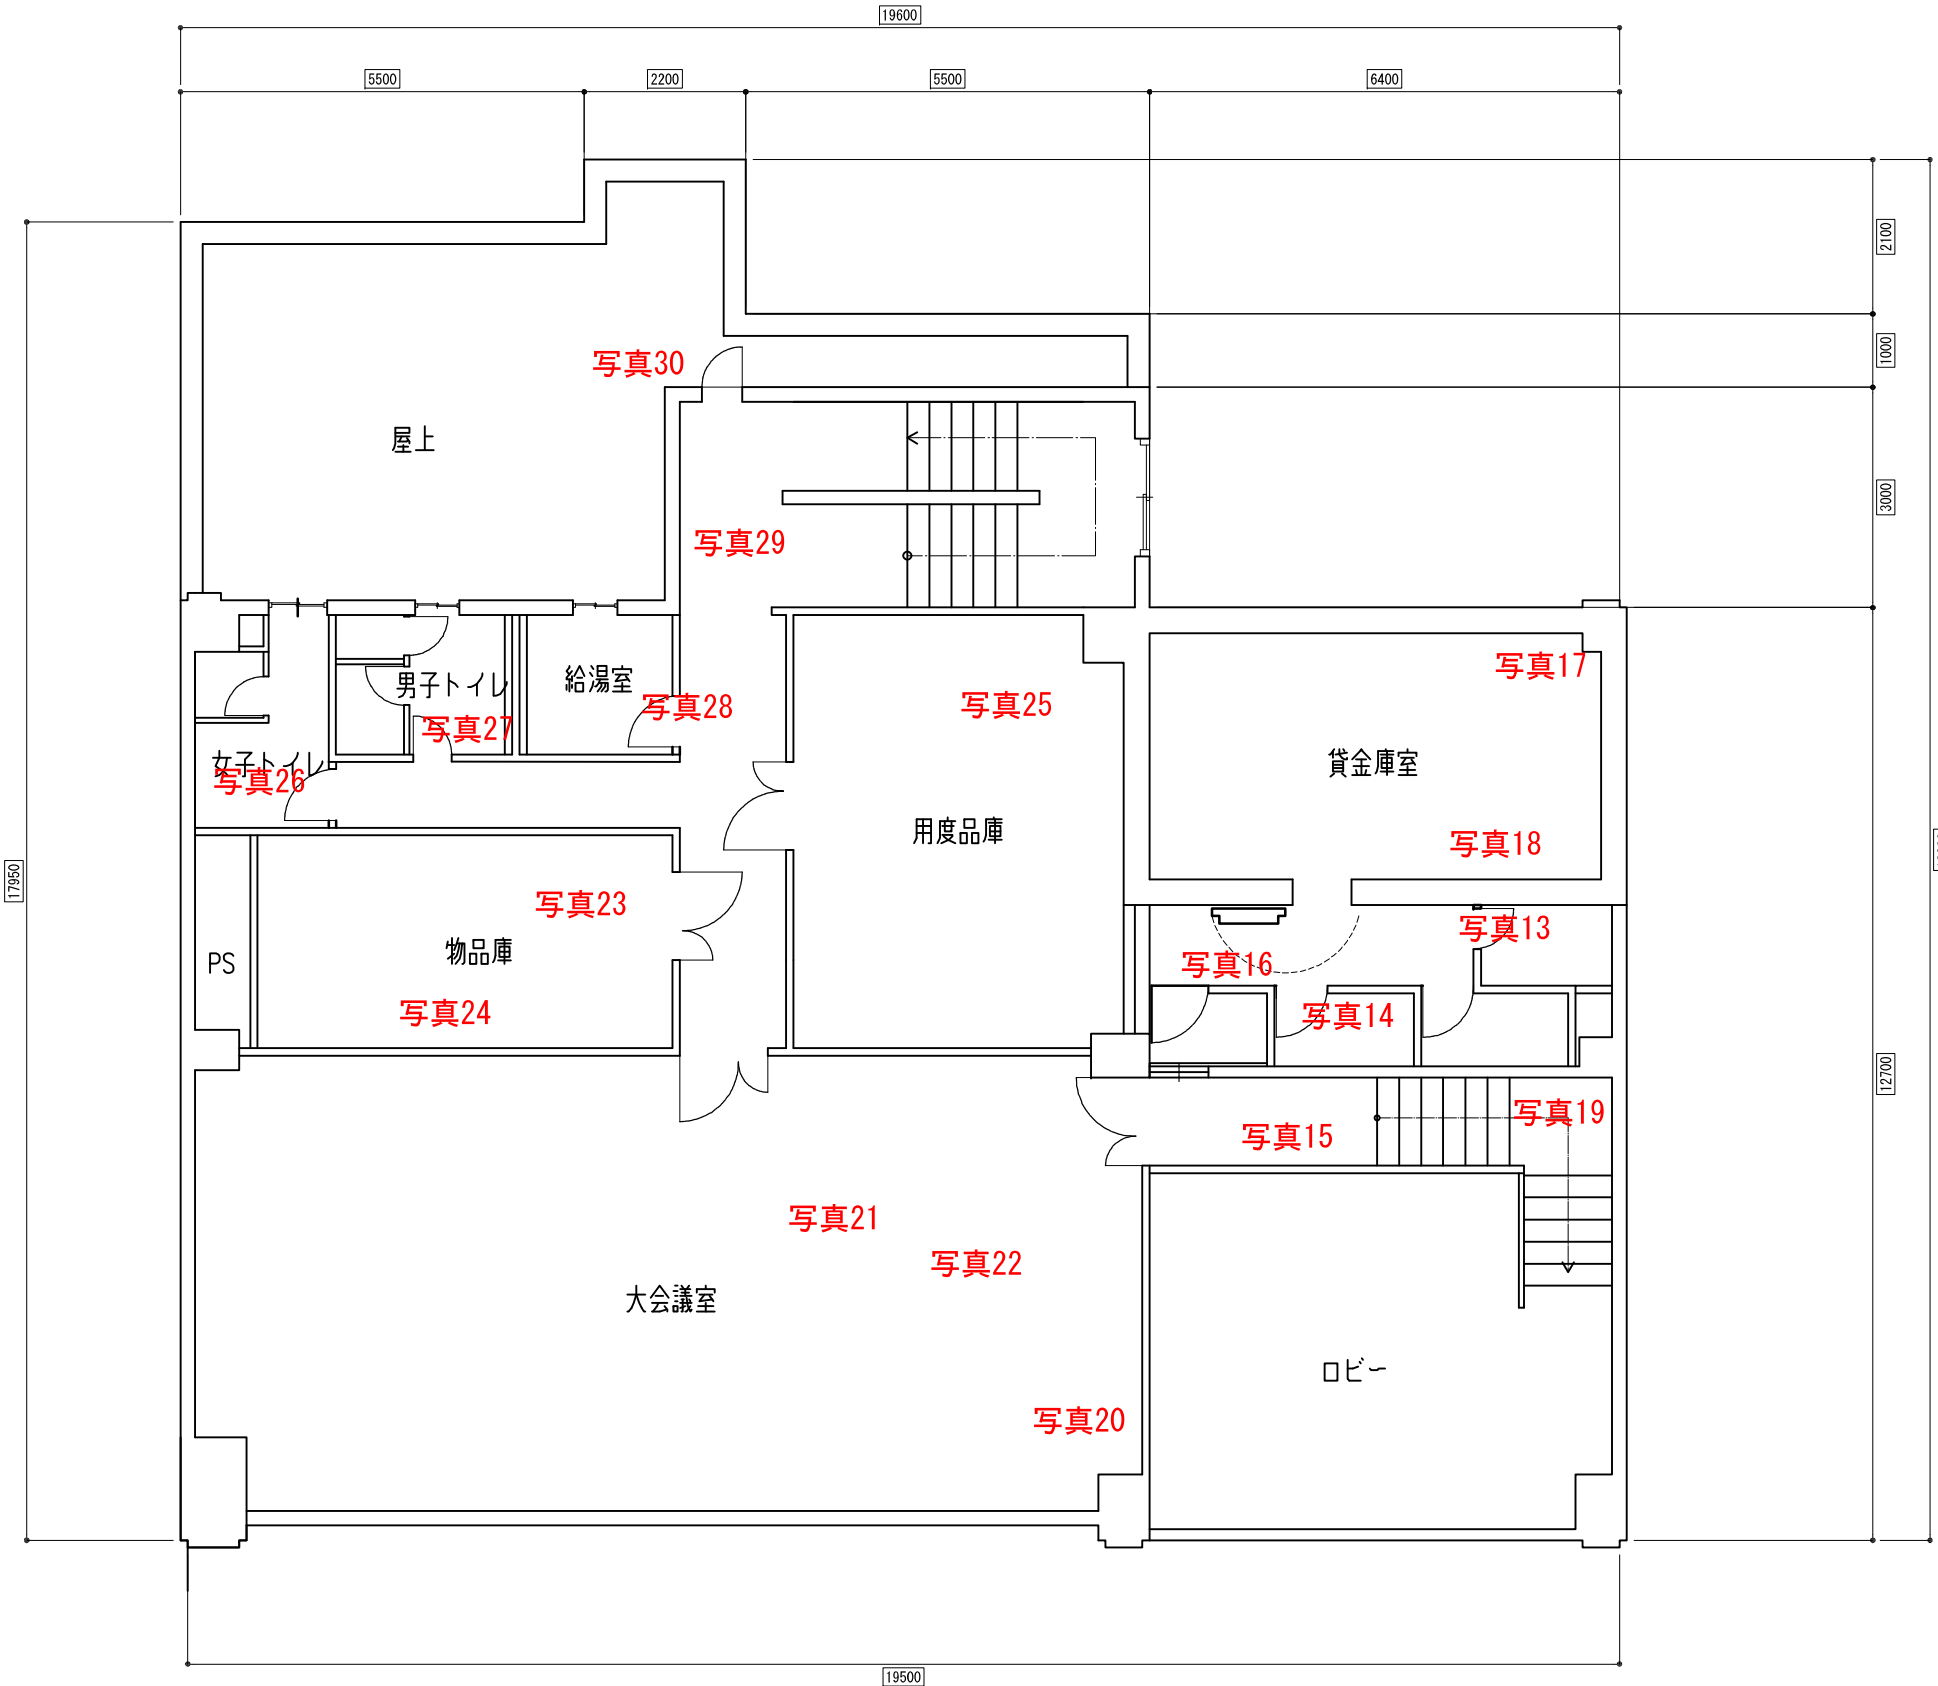 19600
5500
2200
5500
6400
2100
1000
3000
写真30
屋上
写真29
写真17
男子トイレ
給湯室
写真28
写真25
写真27
女子トイレ
写真26
貸金庫室
用度品庫
写真18
17950
写真23
写真13
物品庫
PS
写真16
写真24
写真14
12700
写真19
写真15
写真21
写真22
大会議室
ロビー
写真20
19500